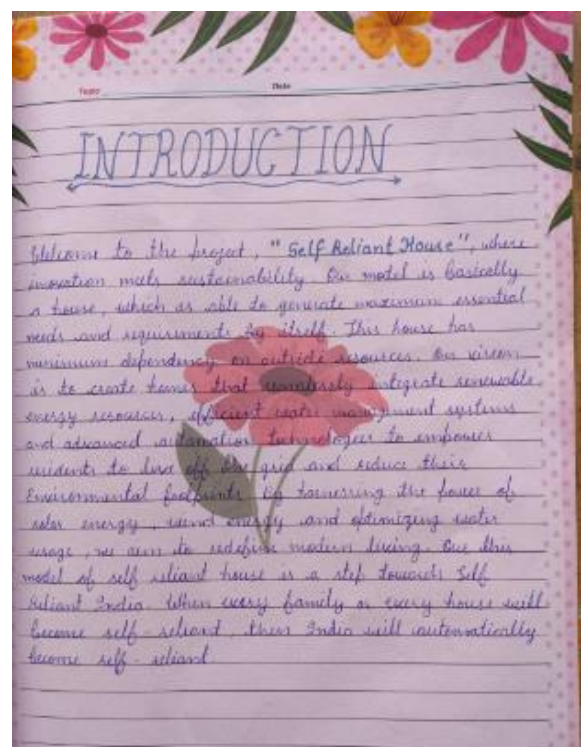 Topic
Date
INTRODUCTION
Welcome to the project, "Self Reliant House", where
inovation meets sustainability. Our model is basically
a house, which is able to generate maximum essential
needs and requirements by itself. This house has
minimum dependency on outside resources. Our vision
is to create homes that seamlessly integrate renewable
energy resources, efficient water management systems
and advanced automation technologies to empower
residents to live off the grid and reduce their
Environmental footprints. By harnessing the power of
solar energy, wind energy and optimizing water
usage, we aim to redefine modern living. Our this
model of self reliant house is a step towards Self
Reliant India. When every family or every house will
become self-reliant, then India will automatically
become self-reliant